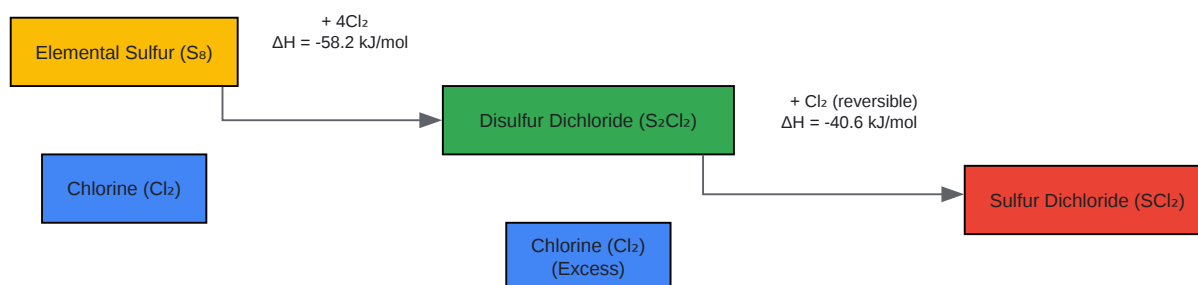 + 4Cl₂
ΔH = -58.2 kJ/mol
Elemental Sulfur (S₈)
+ Cl₂ (reversible)
ΔH = -40.6 kJ/mol
Disulfur Dichloride (S₂Cl₂)
Chlorine (Cl₂)
Sulfur Dichloride (SCl₂)
Chlorine (Cl₂)
(Excess)